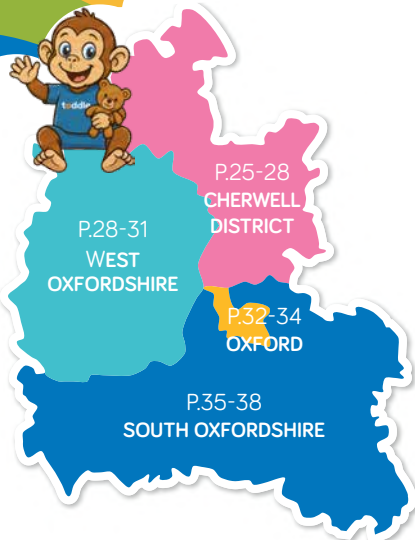 toddle
P.25-28
CHERWELL
DISTRICT
P.28-31
WEST
OXFORDSHIRE
P.32-34
OXFORD
P.35-38
SOUTH OXFORDSHIRE